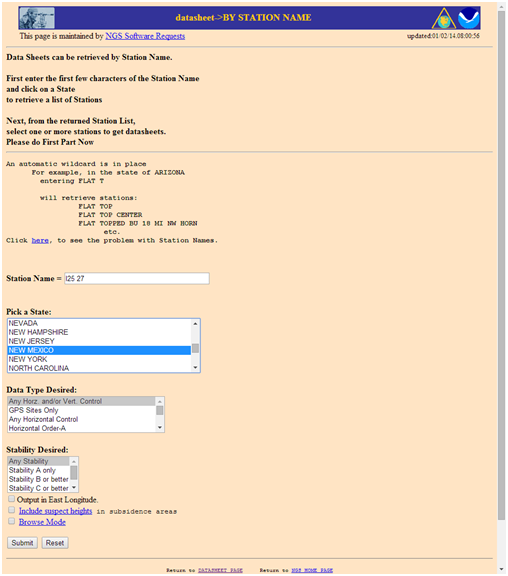 datasheet->BY STATION NAME
This page is maintained by NGS Software Requests
updated:01/02/14.08:00:56
Data Sheets can be retrieved by Station Name.
First enter the first few characters of the Station Name
and click on a State
to retrieve a list of Stations
Next, from the returned Station List,
select one or more stations to get datasheets.
Please do First Part Now
An automatic wildcard is in place
For example, in the state of ARIZONA
entering FLAT T
will retrieve stations:
FLAT TOP
FLAT TOP CENTER
FLAT TOPPED BU 18 MI NW HORN
etc.
Click here, to see the problem with Station Names.
Station Name = I25 27
Pick a State:
NEVADA
NEW HAMPSHIRE
NEW JERSEY
NEW MEXICO
NEW YORK
NORTH CAROLINA
Data Type Desired:
Any Horz. and/or Vert. Control
GPS Sites Only
Any Horizontal Control
Horizontal Order-A
Stability Desired:
Any Stability
Stability A only
Stability B or better
Stability C or better
Output in East Longitude.
Include suspect heights in subsidence areas
Browse Mode
Submit Reset
Return to DATASHEET PAGE Return to NGS HOME PAGE